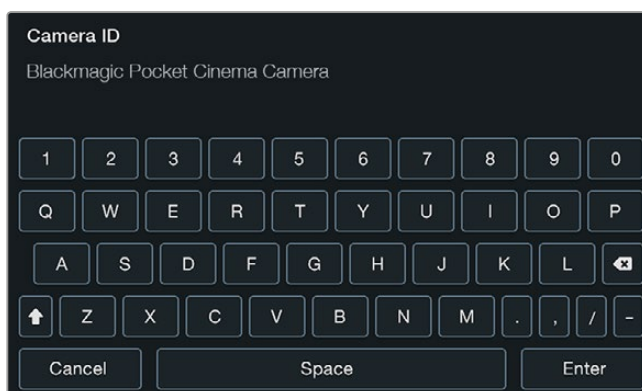 Camera ID
Blackmagic Pocket Cinema Camera
1 2 3 4 5 6 7 8 9 0
Q W E R T Y U I O P
A S D F G H J K L
Z X C V B N M . , / -
Cancel Space Enter